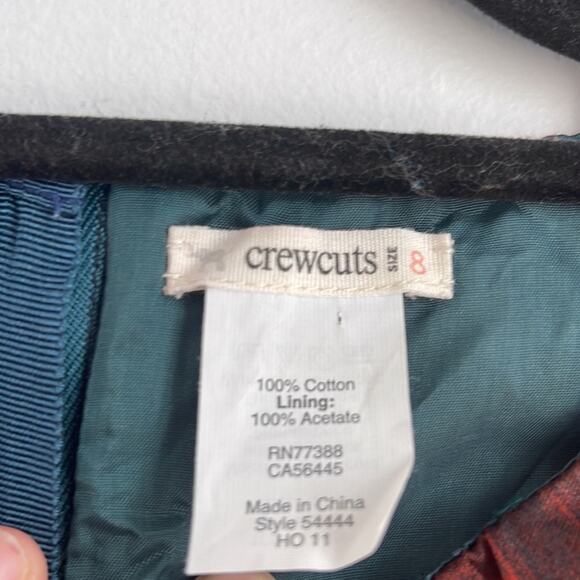 crewcuts SIZE 8
100% Cotton
Lining:
100% Acetate
RN77388
CA56445
Made in China
Style 54444
HO 11